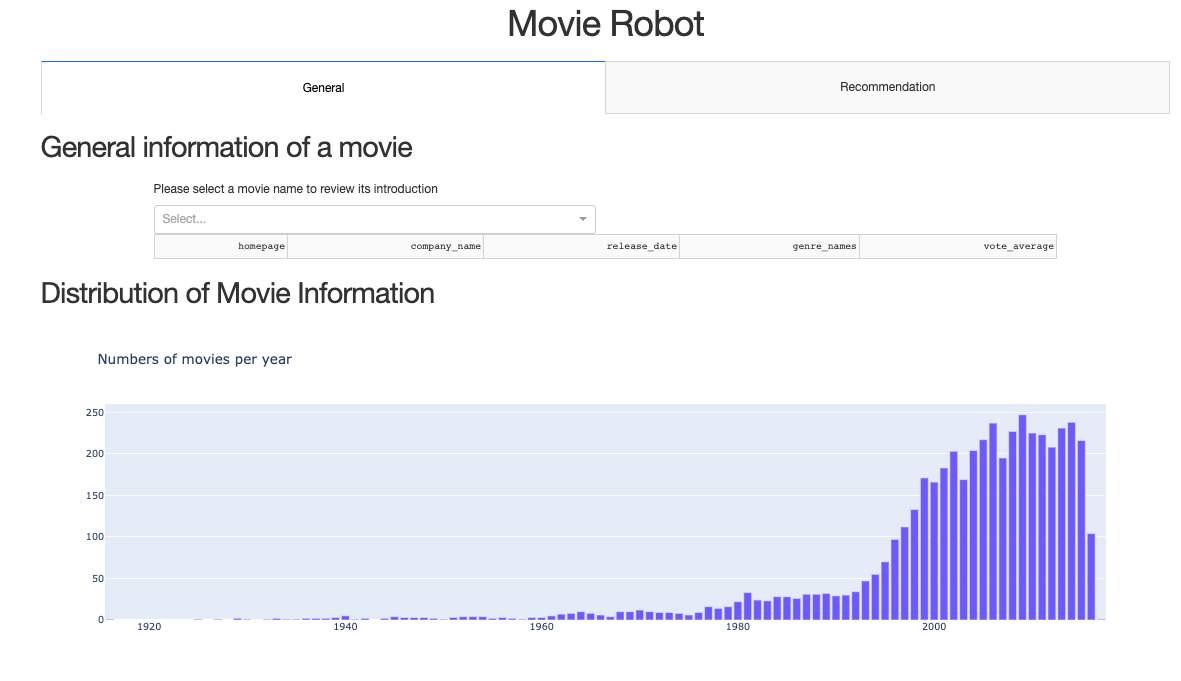 Movie Robot
General Recommendation
General information of a movie
Please select a movie name to review its introduction
Select...
homepage company_name release_date genre_names vote_average
Distribution of Movie Information
Numbers of movies per year
250
200
150
100
50
0
1920 1940 1960 1980 2000